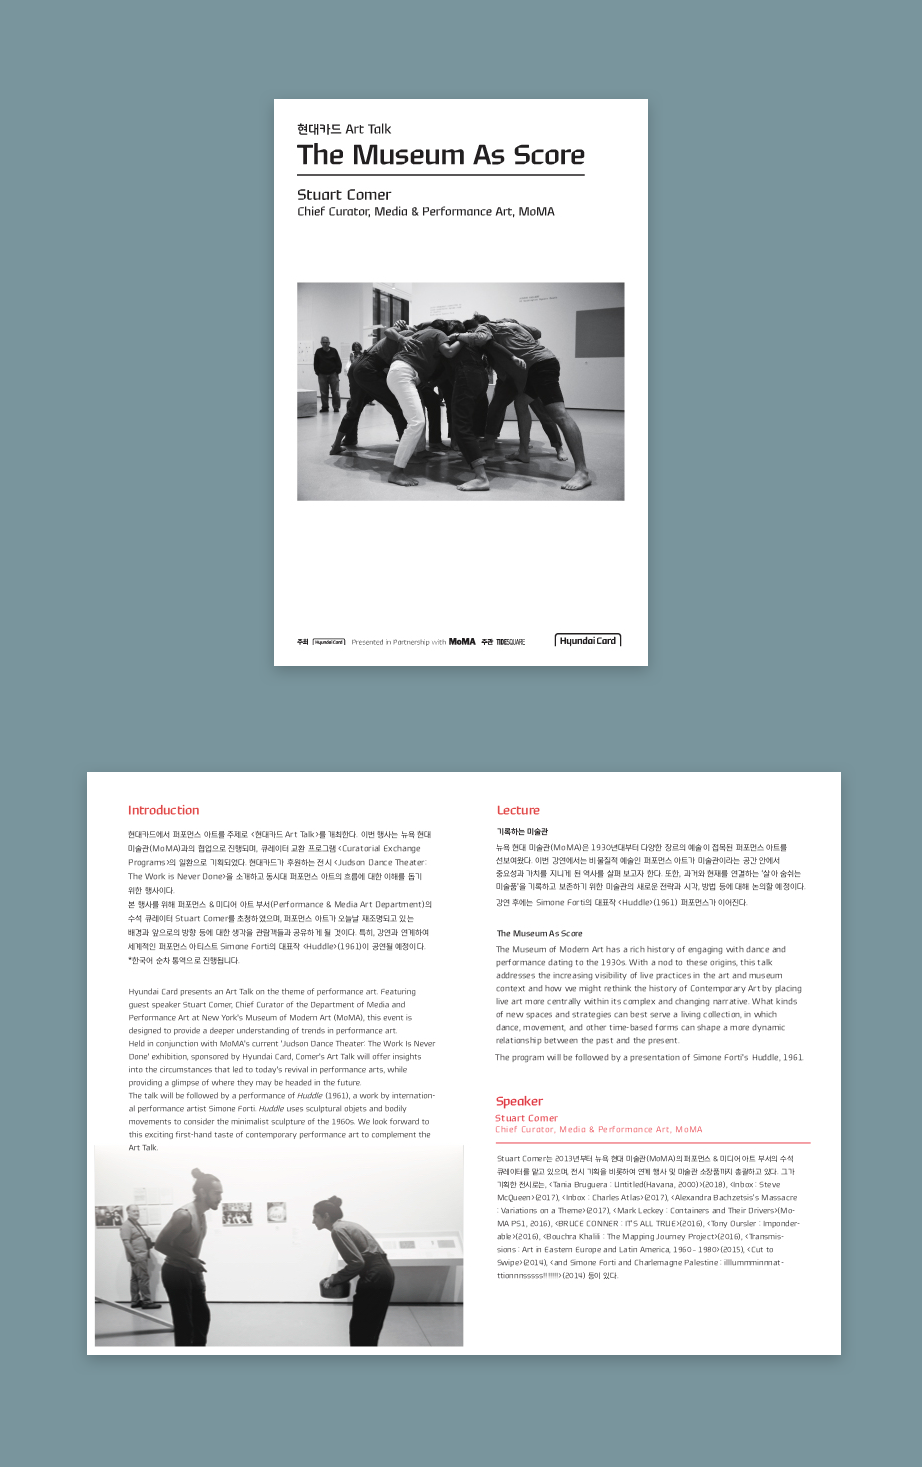 현대카드 Art Talk
The Museum As Score
Stuart Comer
Chief Curator, Media & Performance Art, MoMA
주최 HyundaiCard Presented in Partnership with MoMA 주관 TIDESQUARE
HyundaiCard
Introduction
현대카드에서 퍼포먼스 아트를 주제로 <현대카드 Art Talk>를 개최한다. 이번 행사는 뉴욕 현대
미술관(MoMA)과의 협업으로 진행되며, 큐레이터 교환 프로그램 <Curatorial Exchange
Programs>의 일환으로 기획되었다. 현대카드가 후원하는 전시 <Judson Dance Theater:
The Work is Never Done>을 소개하고 동시대 퍼포먼스 아트의 흐름에 대한 이해를 돕기
위한 행사이다.
본 행사를 위해 퍼포먼스 &미디어 아트 부서(Performance & Media Art Department)의
수석 큐레이터 Stuart Comer를 초청하였으며, 퍼포먼스 아트가 오늘날 재조명되고 있는
배경과 앞으로의 방향 등에 대한 생각을 관람객들과 공유하게 될 것이다. 특히, 강연과 연계하여
세계적인 퍼포먼스 아티스트 Simone Forti의 대표작 <Huddle>(1961)이 공연될 예정이다.
*한국어 순차 통역으로 진행됩니다.
Hyundai Card presents an Art Talk on the theme of performance art. Featuring
guest speaker Stuart Comer, Chief Curator of the Department of Media and
Performance Art at New York's Museum of Modern Art (MoMA), this event is
designed to provide a deeper understanding of trends in performance art.
Held in conjunction with MoMA's current 'Judson Dance Theater: The Work Is Never
Done' exhibition, sponsored by Hyundai Card, Comer's Art Talk will offer insights
into the circumstances that led to today's revival in performance arts, while
providing a glimpse of where they may be headed in the future.
The talk will be followed by a performance of Huddle (1961), a work by internation-
al performance artist Simone Forti. Huddle uses sculptural objets and bodily
movements to consider the minimalist sculpture of the 1960s. We look forward to
this exciting first-hand taste of contemporary performance art to complement the
Art Talk.
Lecture
기록하는 미술관
뉴욕 현대 미술관(MoMA)은 1930년대부터 다양한 장르의 예술이 접목된 퍼포먼스 아트를
선보여왔다. 이번 강연에서는 비물질적 예술인 퍼포먼스 아트가 미술관이라는 공간 안에서
중요성과 가치를 지니게 된 역사를 살펴 보고자 한다. 또한, 과거와 현재를 연결하는 '살아 숨쉬는
미술품'을 기록하고 보존하기 위한 미술관의 새로운 전략과 시각, 방법 등에 대해 논의할 예정이다.
강연 후에는 Simone Forti의 대표작 <Huddle>(1961) 퍼포먼스가 이어진다.
The Museum As Score
The Museum of Modern Art has a rich history of engaging with dance and
performance dating to the 1930s. With a nod to these origins, this talk
addresses the increasing visibility of live practices in the art and museum
context and how we might rethink the history of Contemporary Art by placing
live art more centrally within its complex and changing narrative. What kinds
of new spaces and strategies can best serve a living collection, in which
dance, movement, and other time-based forms can shape a more dynamic
relationship between the past and the present.
The program will be followed by a presentation of Simone Forti's Huddle, 1961.
Speaker
Stuart Comer
Chief Curator, Media & Performance Art, MoMA
Stuart Comer는 2013년부터 뉴욕 현대 미술관(MoMA)의 퍼포먼스 & 미디어 아트 부서의 수석
큐레이터를 맡고 있으며, 전시 기획을 비롯하여 연계 행사 및 미술관 소장품까지 총괄하고 있다. 그가
기획한 전시로는, <Tania Bruguera : Untitled(Havana, 2000)>(2018), <Inbox : Steve
McQueen>(2017), <Inbox : Charles Atlas>(2017), <Alexandra Bachzetsis's Massacre
: Variations on a Theme>(2017), <Mark Leckey : Containers and Their Drivers>(Mo-
MA PS1, 2016), <BRUCE CONNER : IT'S ALL TRUE>(2016), <Tony Oursler : Imponder-
able>(2016), <Bouchra Khalili : The Mapping Journey Project>(2016), <Transmis-
sions : Art in Eastern Europe and Latin America, 1960– 1980>(2015), <Cut to
Swipe>(2014), <and Simone Forti and Charlemagne Palestine : illlummminnnat-
ttionnnsssss!!!!!!!>(2014) 등이 있다.